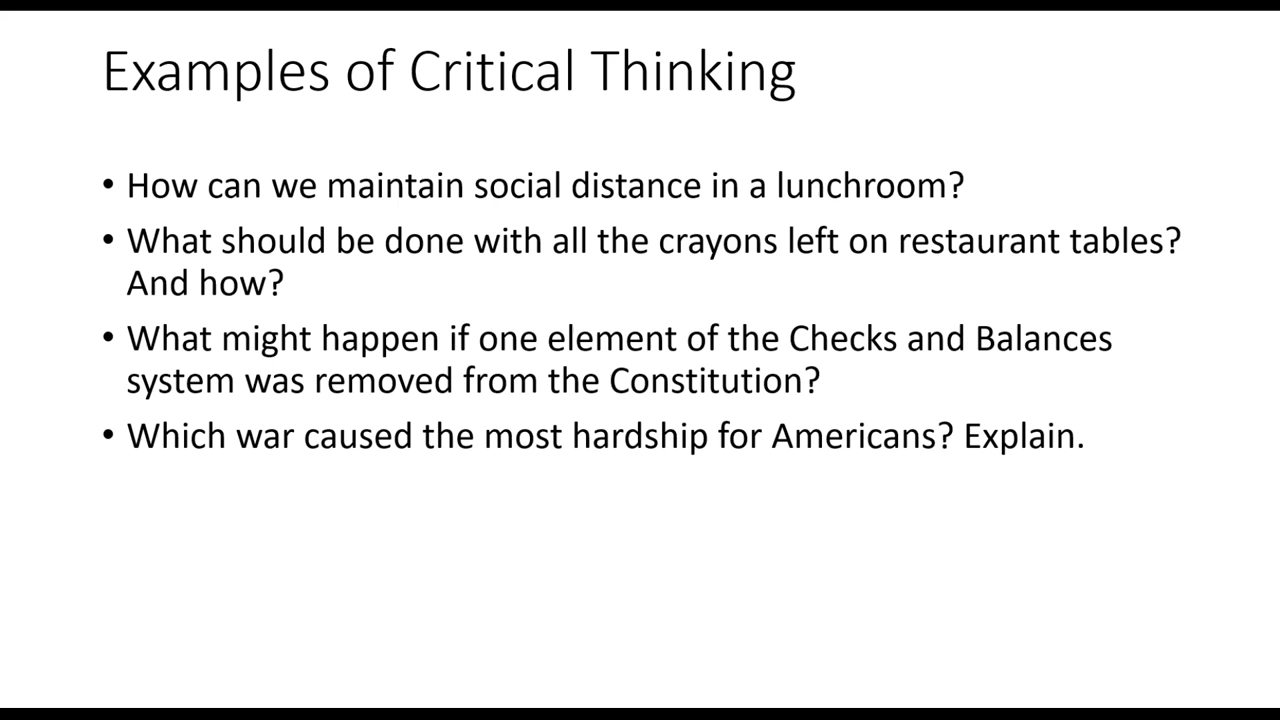 Examples of Critical Thinking
• How can we maintain social distance in a lunchroom?
• What should be done with all the crayons left on restaurant tables?
And how?
• What might happen if one element of the Checks and Balances
system was removed from the Constitution?
• Which war caused the most hardship for Americans? Explain.